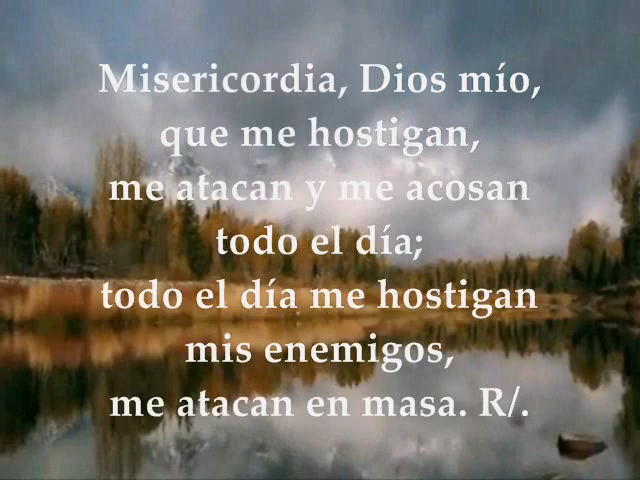 Misericordia, Dios mío,
que me hostigan,
me atacan y me acosan
todo el día;
todo el día me hostigan
mis enemigos,
me atacan en masa. R/.